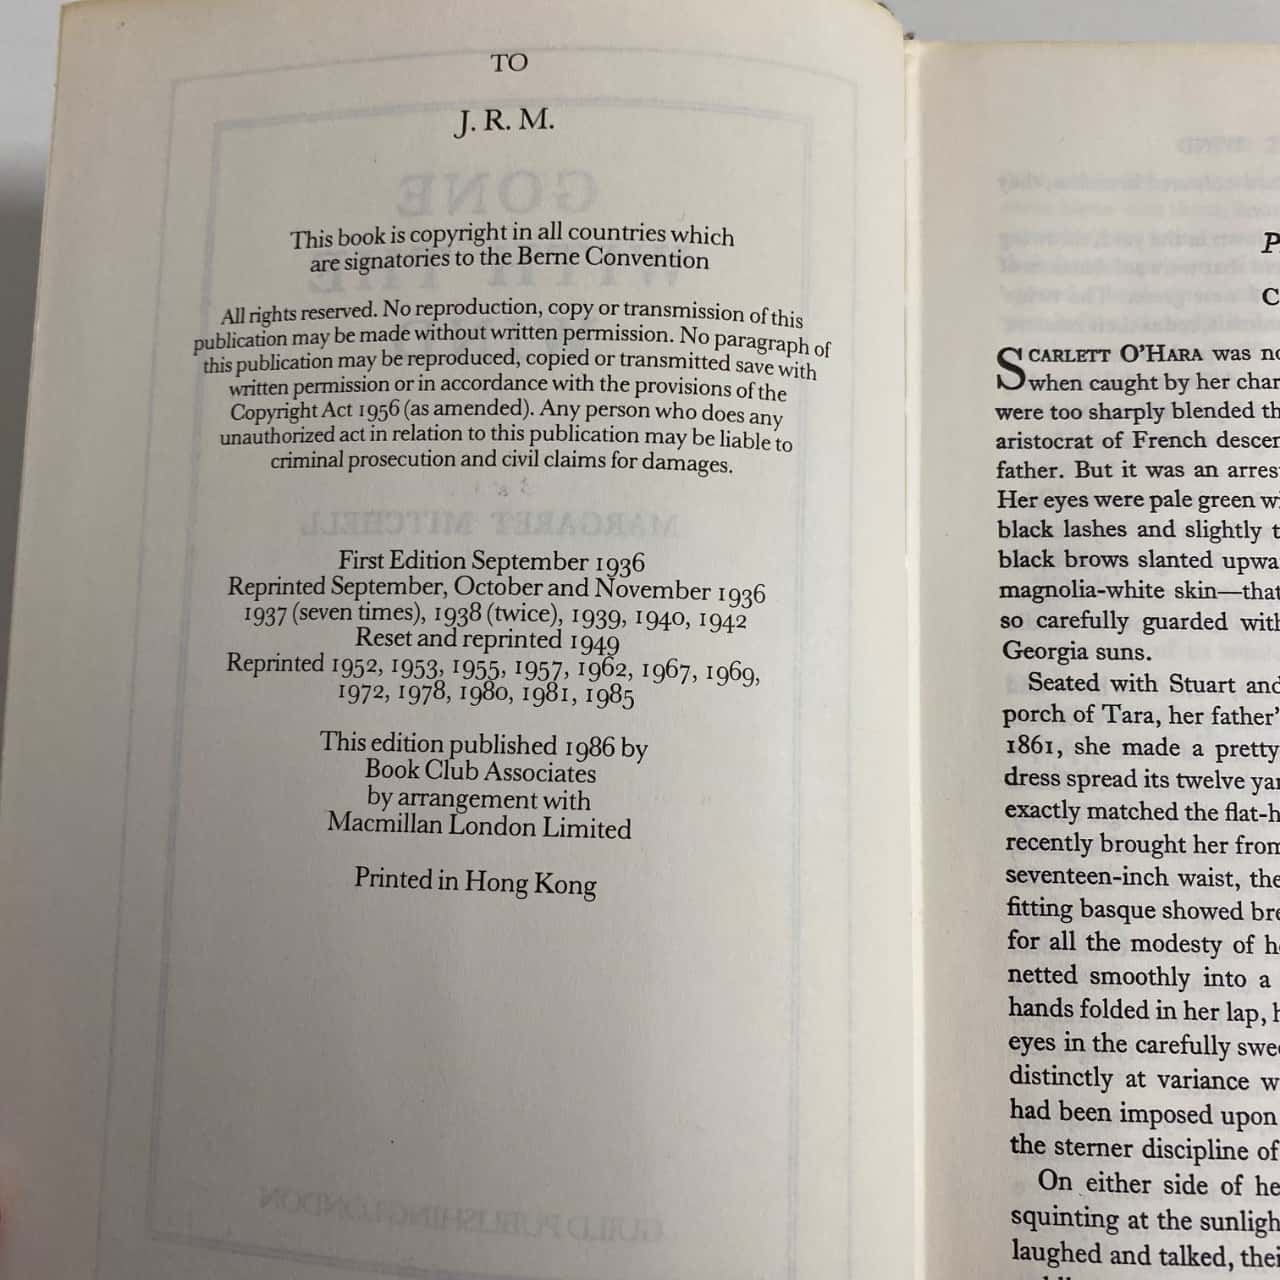 TO
J. R. M.
This book is copyright in all countries which
are signatories to the Berne Convention
All rights reserved. No reproduction, copy or transmission of this
publication may be made without written permission. No paragraph of
this publication may be reproduced, copied or transmitted save with
written permission or in accordance with the provisions of the
Copyright Act 1956 (as amended). Any person who does any
unauthorized act in relation to this publication may be liable to
criminal prosecution and civil claims for damages.
First Edition September 1936
Reprinted September, October and November 1936
1937 (seven times), 1938 (twice), 1939, 1940, 1942
Reset and reprinted 1949
Reprinted 1952, 1953, 1955, 1957, 1962, 1967, 1969,
1972, 1978, 1980, 1981, 1985
This edition published 1986 by
Book Club Associates
by arrangement with
Macmillan London Limited
Printed in Hong Kong
GONE
WITH THE
MARGARET MITCHELL
GUILD PUBLISHING LONDON
SCARLETT O'HARA was
when caught by her
were too sharply blended
aristocrat of French
father. But it was an
Her eyes were pale green
black lashes and slightly
black brows slanted
magnolia-white skin—that
so carefully guarded
Georgia suns.
Seated with Stuart
porch of Tara, her father's
1861, she made a pretty
dress spread its twelve
exactly matched the
recently brought her
seventeen-inch waist, the
fitting basque showed
for all the modesty of
netted smoothly into a
hands folded in her lap,
eyes in the carefully
distinctly at variance
had been imposed upon
the sterner discipline of
On either side of
squinting at the
laughed and talked,